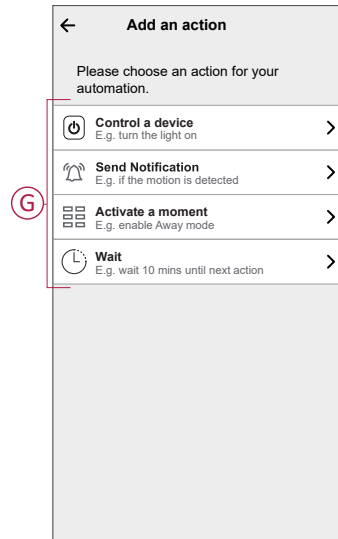 Add an action
Please choose an action for your
automation.
Control a device
E.g. turn the light on
Send Notification
E.g. if the motion is detected
G
Activate a moment
E.g. enable Away mode
Wait
E.g. wait 10 mins until next action